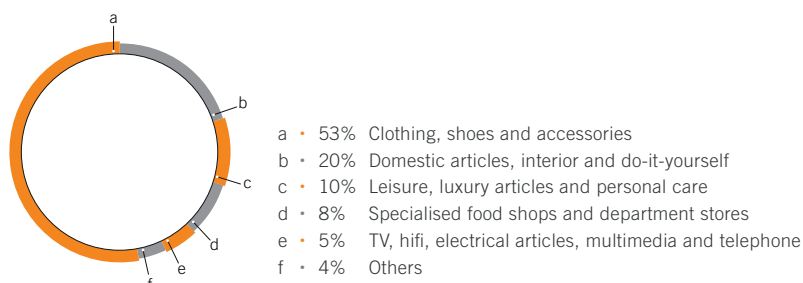 a
b
c
d
e
f
a • 53% Clothing, shoes and accessories
b • 20% Domestic articles, interior and do-it-yourself
c • 10% Leisure, luxury articles and personal care
d • 8% Specialised food shops and department stores
e • 5% TV, hifi, electrical articles, multimedia and telephone
f • 4% Others